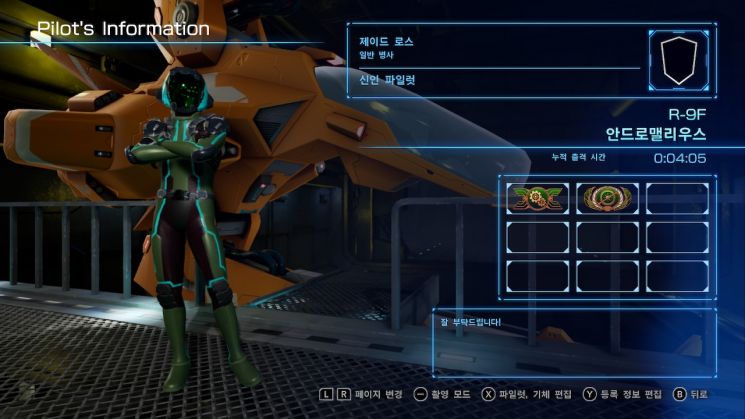 Pilot's Information
제이드 로스
일반 병사
신인 파일럿
R-9F
안드로맬리우스
누적 출격 시간 0:04:05
잘 부탁드립니다!
L R 페이지 변경 − 촬영 모드 X 파일럿, 기체 편집 Y 등록 정보 편집 B 뒤로